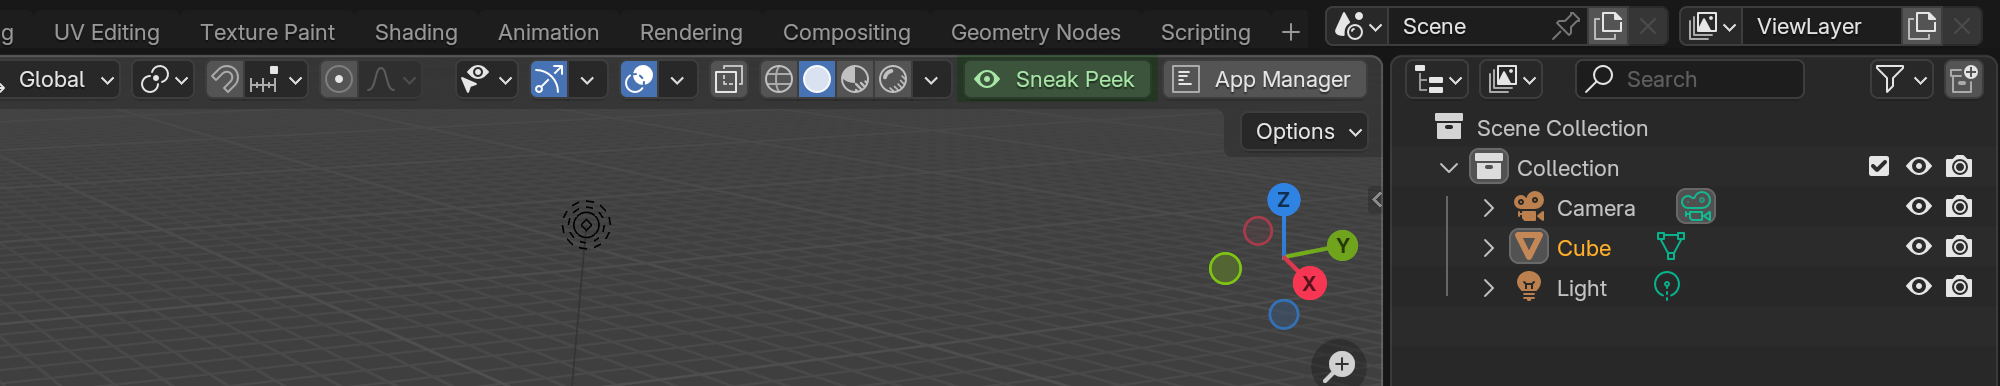 g UV Editing Texture Paint Shading Animation Rendering Compositing Geometry Nodes Scripting + Scene ViewLayer
Global Sneak Peek App Manager Search
Options
Scene Collection
Collection
Camera
Cube
Light
Z
Y
X